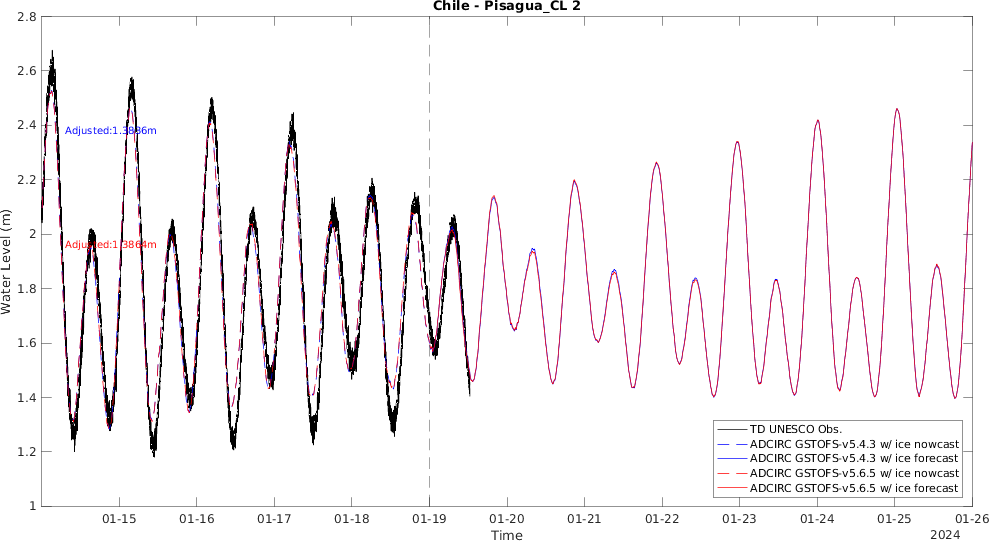 Chile - Pisagua_CL 2
2.8
2.6
2.4
2.2
2
1.8
1.6
1.4
1.2
1
Water Level (m)
Adjusted:1.3836m
Adjusted:1.3864m
TD UNESCO Obs.
ADCIRC GSTOFS-v5.4.3 w/ ice nowcast
ADCIRC GSTOFS-v5.4.3 w/ ice forecast
ADCIRC GSTOFS-v5.6.5 w/ ice nowcast
ADCIRC GSTOFS-v5.6.5 w/ ice forecast
01-15 01-16 01-17 01-18 01-19 01-20 01-21 01-22 01-23 01-24 01-25 01-26
Time
2024